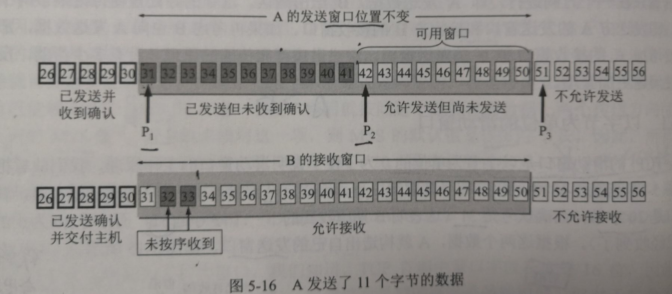 A 的发送窗口位置不变
可用窗口
26 27 28 29 30 31 32 33 34 35 36 37 38 39 40 41 42 43 44 45 46 47 48 49 50 51 52 53 54 55 56
已发送并
收到确认
已发送但未收到确认
允许发送但尚未发送
不允许发送
P1
P2
P3
B 的接收窗口
26 27 28 29 30 31 32 33 34 35 36 37 38 39 40 41 42 43 44 45 46 47 48 49 50 51 52 53 54 55 56
已发送确认
并交付主机
允许接收
不允许接收
未按序收到
图 5-16 A 发送了 11 个字节的数据